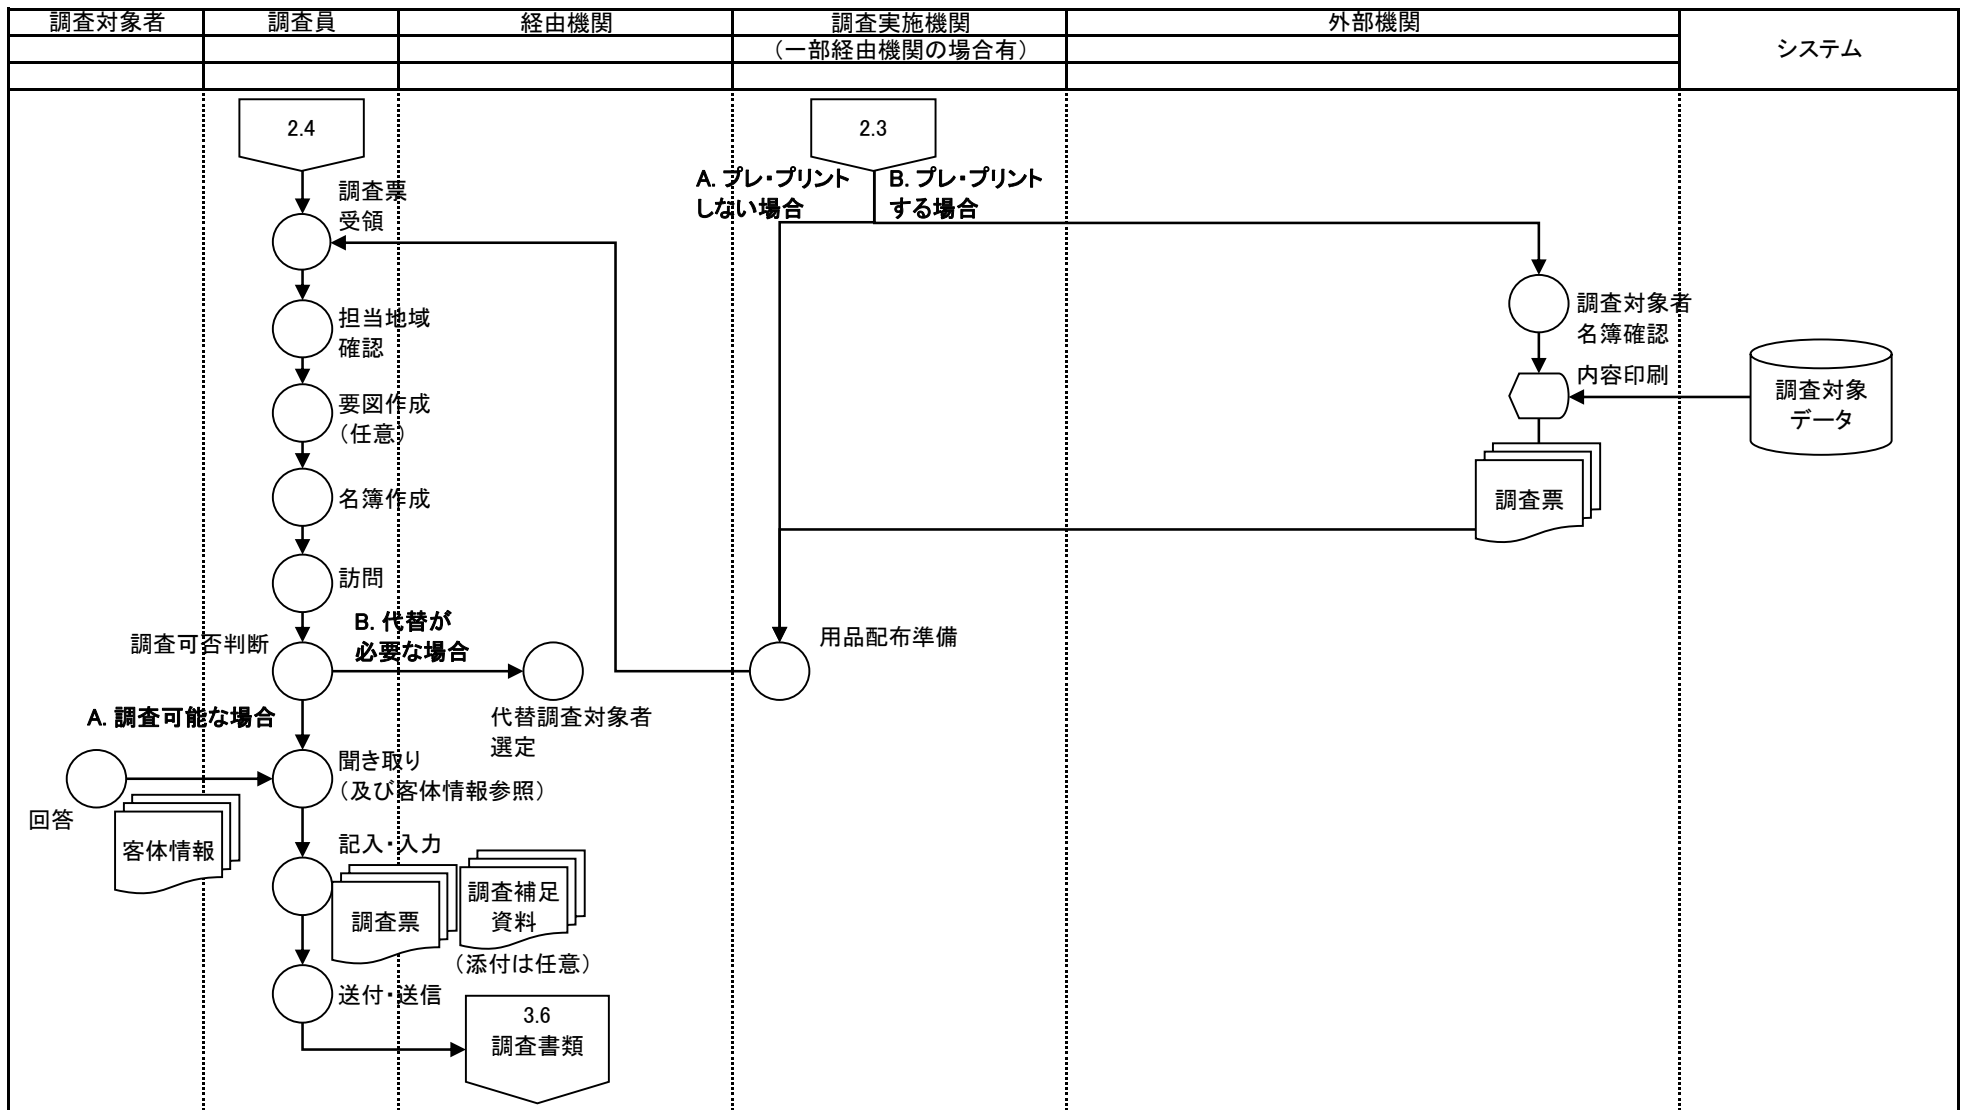 調査対象者
調査員
経由機関
調査実施機関
(一部経由機関の場合有)
外部機関
システム
2.4
2.3
調査票
受領
A. プレ・プリント
しない場合
B. プレ・プリント
する場合
担当地域
確認
調査対象者
名簿確認
内容印刷
調査対象
データ
要図作成
(任意)
名簿作成
調査票
訪問
調査可否判断
B. 代替が
必要な場合
用品配布準備
A. 調査可能な場合
代替調査対象者
選定
聞き取り
(及び客体情報参照)
回答
客体情報
記入・入力
調査票
調査補足
資料
(添付は任意)
送付・送信
3.6
調査書類